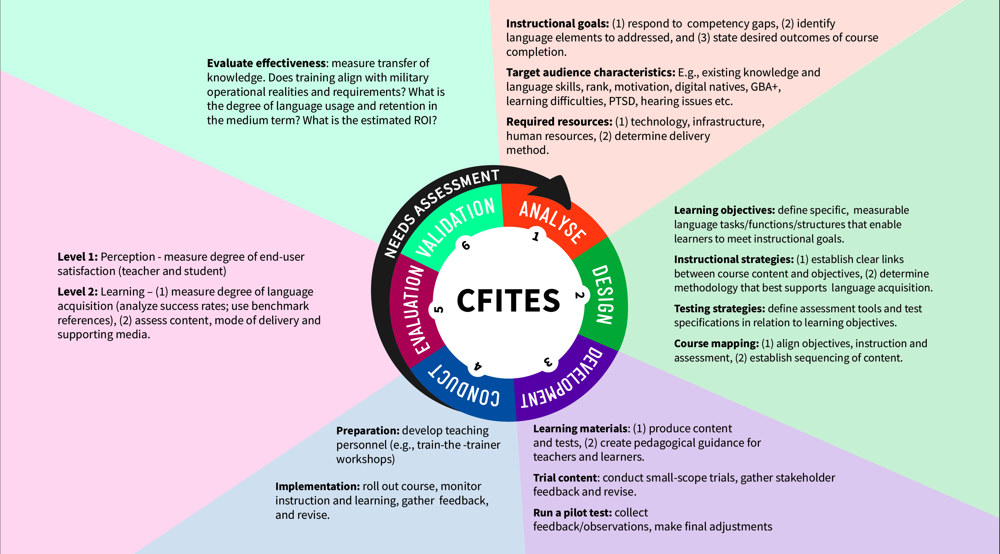 Instructional goals: (1) respond to  competency gaps, (2) identify
language elements to addressed, and (3) state desired outcomes of course
completion.
Target audience characteristics: E.g., existing knowledge and
language skills, rank, motivation, digital natives, GBA+,
learning difficulties, PTSD, hearing issues etc.
Required resources: (1) technology, infrastructure,
human resources, (2) determine delivery
method.
Evaluate effectiveness: measure transfer of
knowledge. Does training align with military
operational realities and requirements? What is
the degree of language usage and retention in
the medium term? What is the estimated ROI?
NEEDS ASSESSMENT
ANALYSE
1
DESIGN
2
DEVELOPMENT
3
CONDUCT
4
EVALUATION
5
VALIDATION
6
CFITES
Learning objectives: define specific,  measurable
language tasks/functions/structures that enable
learners to meet instructional goals.
Instructional strategies: (1) establish clear links
between course content and objectives, (2) determine
methodology that best supports  language acquisition.
Testing strategies: define assessment tools and test
specifications in relation to learning objectives.
Course mapping: (1) align objectives, instruction and
assessment, (2) establish sequencing of content.
Level 1: Perception - measure degree of end-user
satisfaction (teacher and student)
Level 2: Learning – (1) measure degree of language
acquisition (analyze success rates; use benchmark
references), (2) assess content, mode of delivery and
supporting media.
Preparation: develop teaching
personnel (e.g., train-the -trainer
workshops)
Implementation: roll out course, monitor
instruction and learning, gather  feedback,
and revise.
Learning materials: (1) produce content
and tests, (2) create pedagogical guidance for
teachers and learners.
Trial content: conduct small-scope trials, gather stakeholder
feedback and revise.
Run a pilot test: collect
feedback/observations, make final adjustments